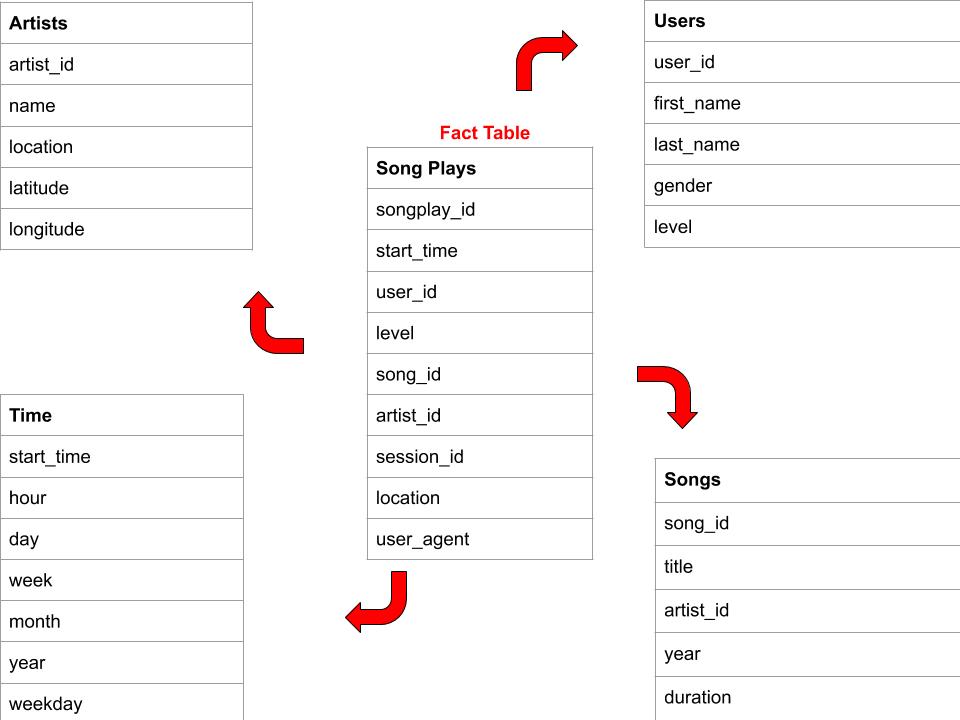 Artists
artist_id
name
location
latitude
longitude
Users
user_id
first_name
last_name
gender
level
Fact Table
Song Plays
songplay_id
start_time
user_id
level
song_id
artist_id
session_id
location
user_agent
Time
start_time
hour
day
week
month
year
weekday
Songs
song_id
title
artist_id
year
duration